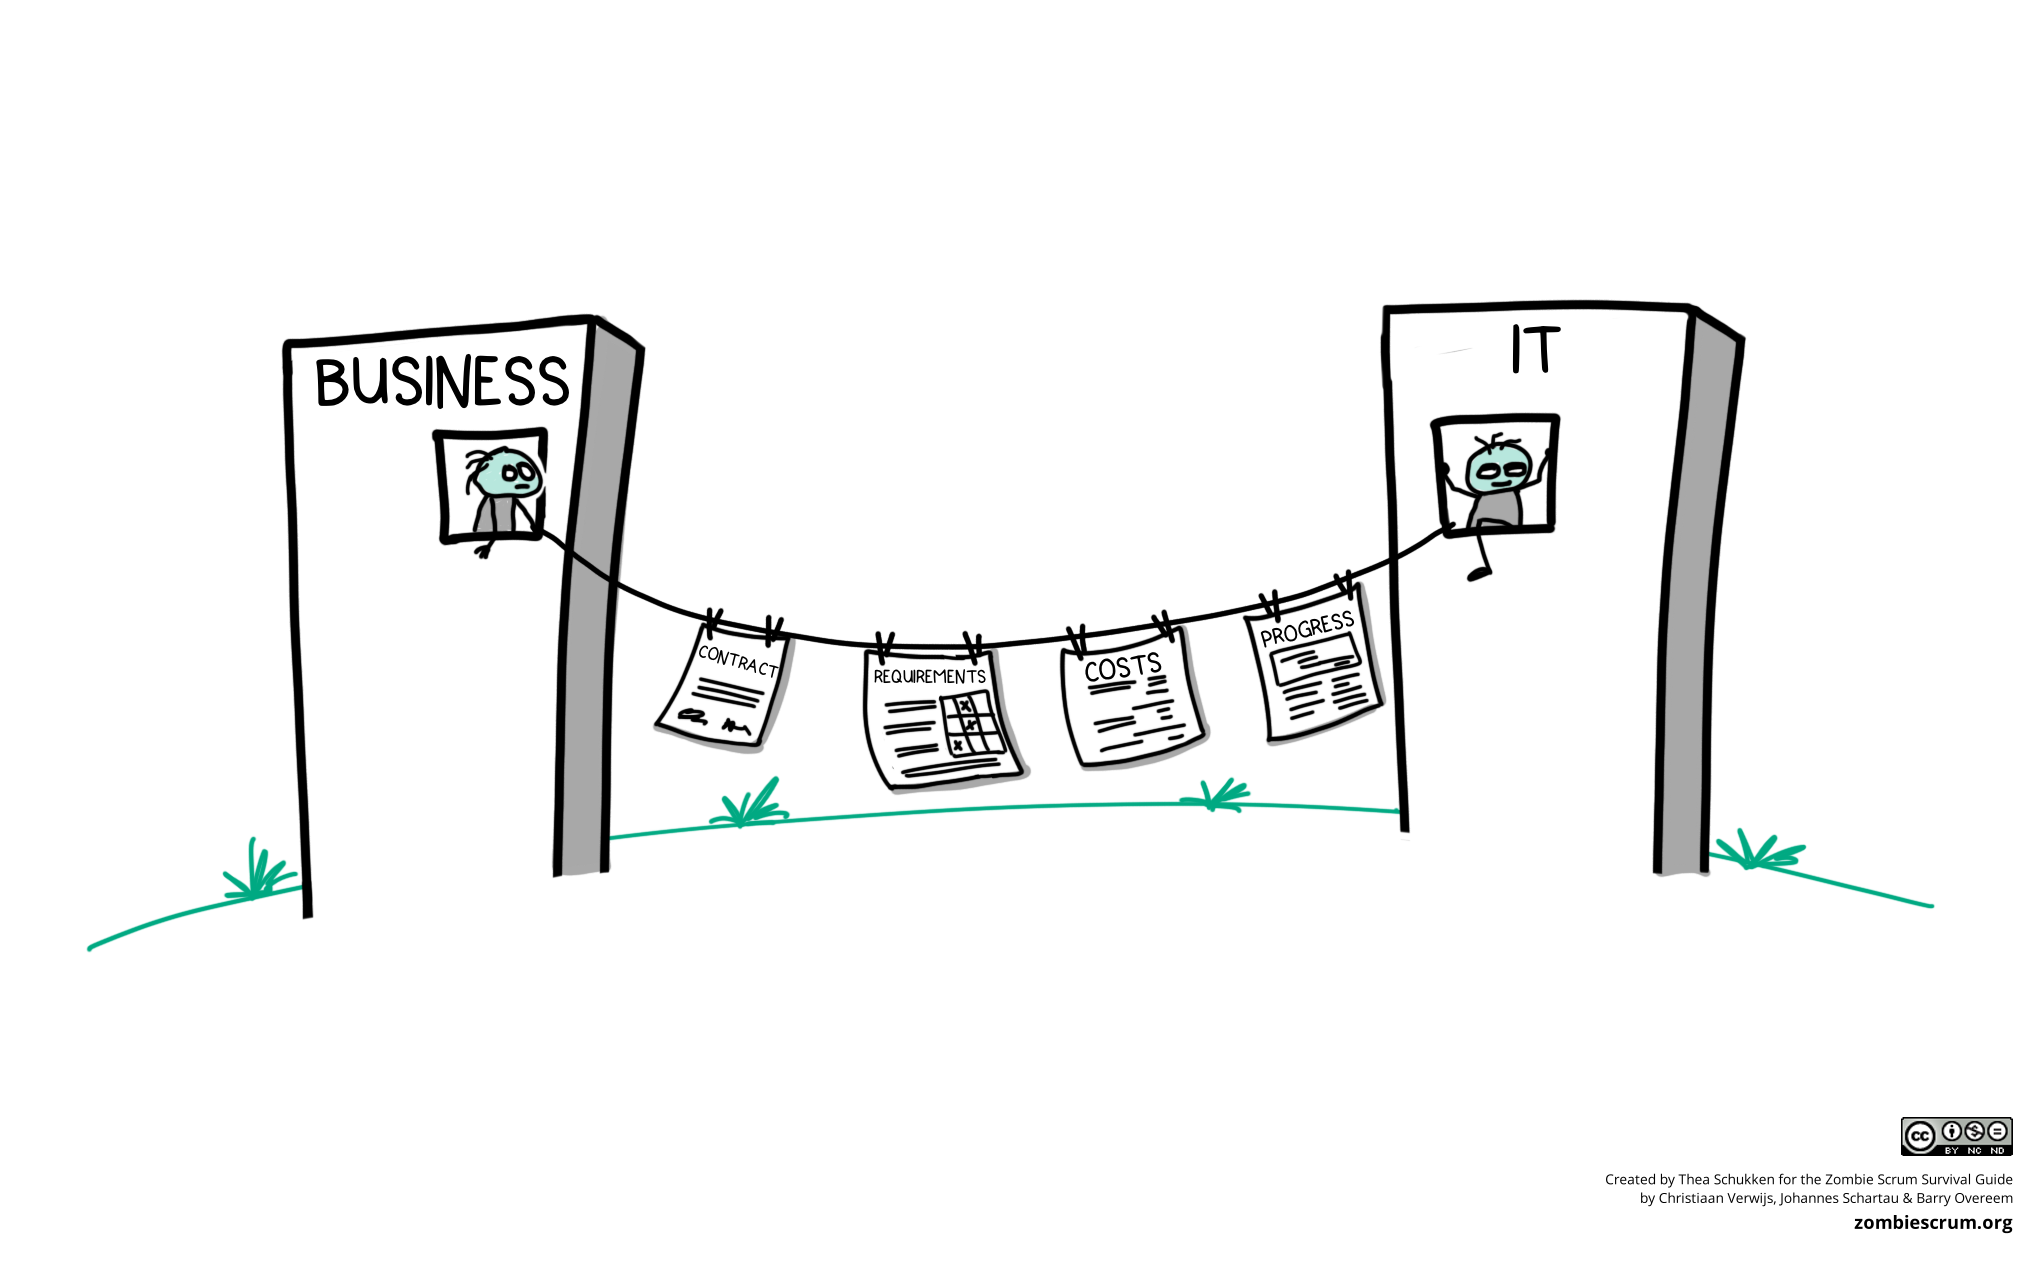 BUSINESS
IT
CONTRACT
REQUIREMENTS
COSTS
PROGRESS
cc
BY NC ND
Created by Thea Schukken for the Zombie Scrum Survival Guide
by Christiaan Verwijs, Johannes Schartau & Barry Overeem
zombiescrum.org